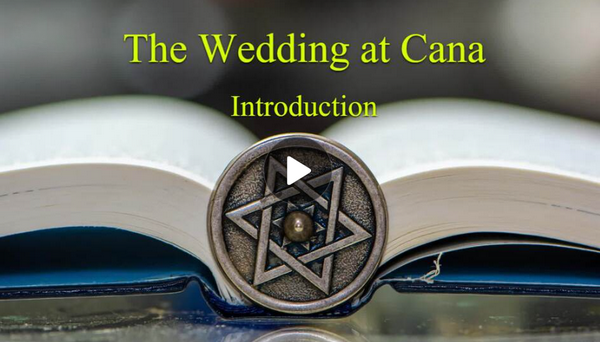 The Wedding at Cana
Introduction